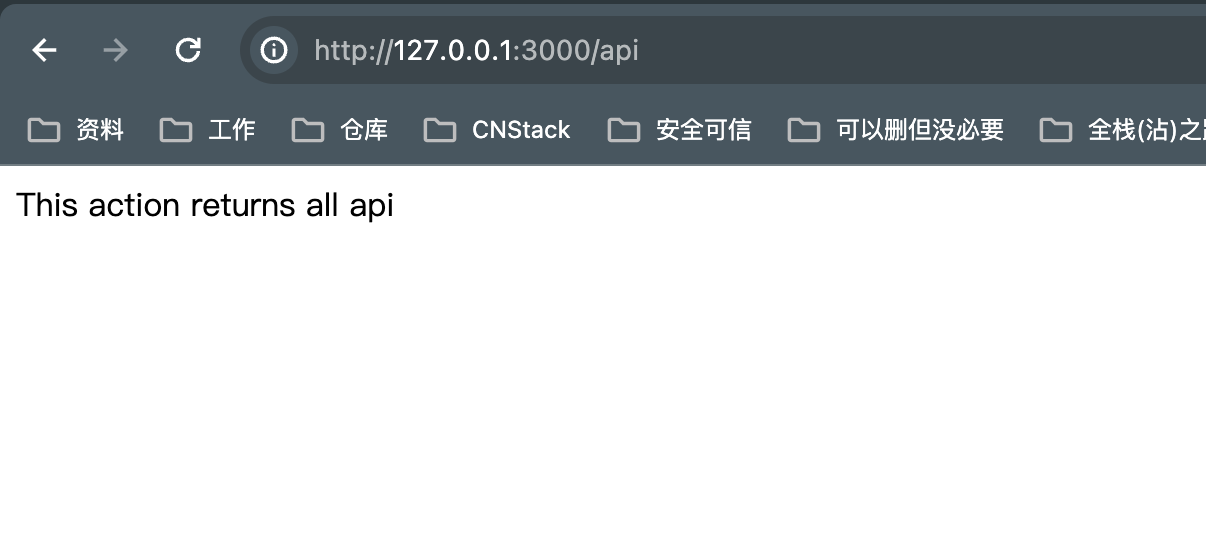 http://127.0.0.1:3000/api
资料 工作 仓库 CNStack 安全可信 可以删但没必要 全栈(沾)之
This action returns all api